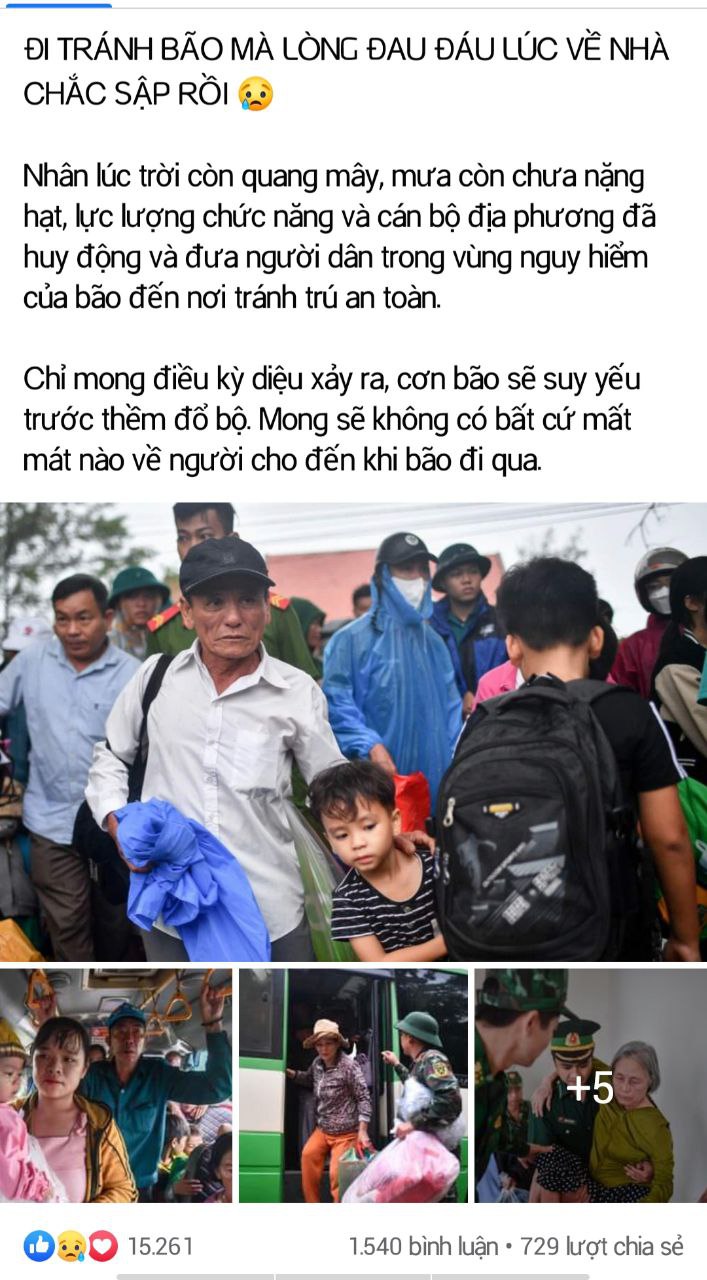 ĐI TRÁNH BÃO MÀ LÒNG ĐAU ĐÁU LÚC VỀ NHÀ
CHẮC SẬP RỒI 😢
Nhân lúc trời còn quang mây, mưa còn chưa nặng
hạt, lực lượng chức năng và cán bộ địa phương đã
huy động và đưa người dân trong vùng nguy hiểm
của bão đến nơi tránh trú an toàn.
Chỉ mong điều kỳ diệu xảy ra, cơn bão sẽ suy yếu
trước thềm đổ bộ. Mong sẽ không có bất cứ mất
mát nào về người cho đến khi bão đi qua.
+5
15.261
1.540 bình luận • 729 lượt chia sẻ